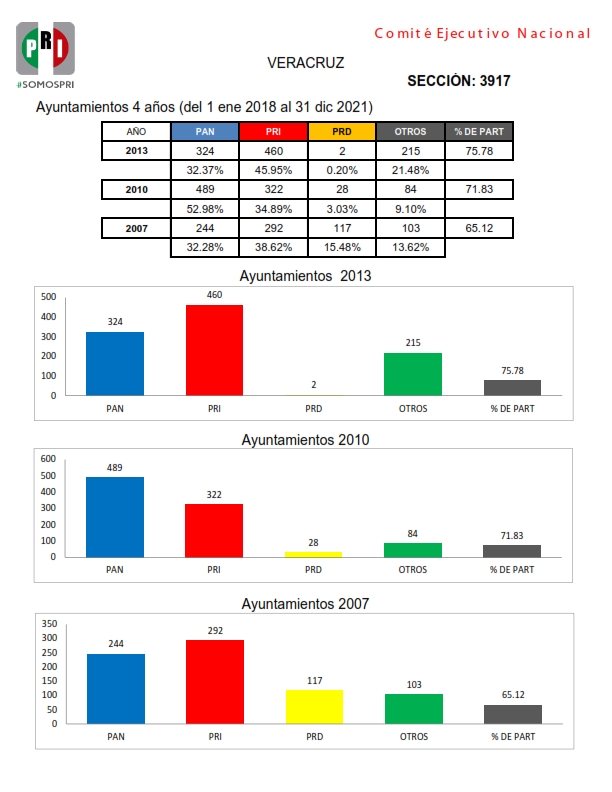 Comité Ejecutivo Nacional
PRI
#SOMOSPRI
VERACRUZ
SECCIÓN: 3917
Ayuntamientos 4 años (del 1 ene 2018 al 31 dic 2021)
AÑO PAN PRI PRD OTROS % DE PART
2013 324 460 2 215 75.78
32.37% 45.95% 0.20% 21.48%
2010 489 322 28 84 71.83
52.98% 34.89% 3.03% 9.10%
2007 244 292 117 103 65.12
32.28% 38.62% 15.48% 13.62%
Ayuntamientos 2013
500
400
300
200
100
0
324 460 2 215 75.78
PAN PRI PRD OTROS % DE PART
Ayuntamientos 2010
600
500
400
300
200
100
0
489 322 28 84 71.83
PAN PRI PRD OTROS % DE PART
Ayuntamientos 2007
350
300
250
200
150
100
50
0
244 292 117 103 65.12
PAN PRI PRD OTROS % DE PART